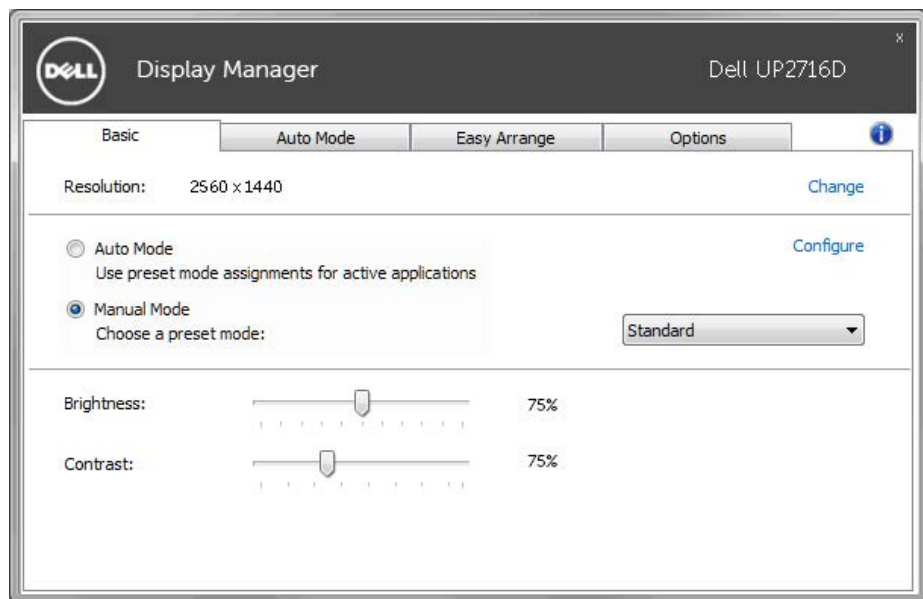 x
DELL Display Manager Dell UP2716D
Basic Auto Mode Easy Arrange Options i
Resolution: 2560 x 1440 Change
Auto Mode Configure
Use preset mode assignments for active applications
Manual Mode
Choose a preset mode: Standard
Brightness: 75%
Contrast: 75%